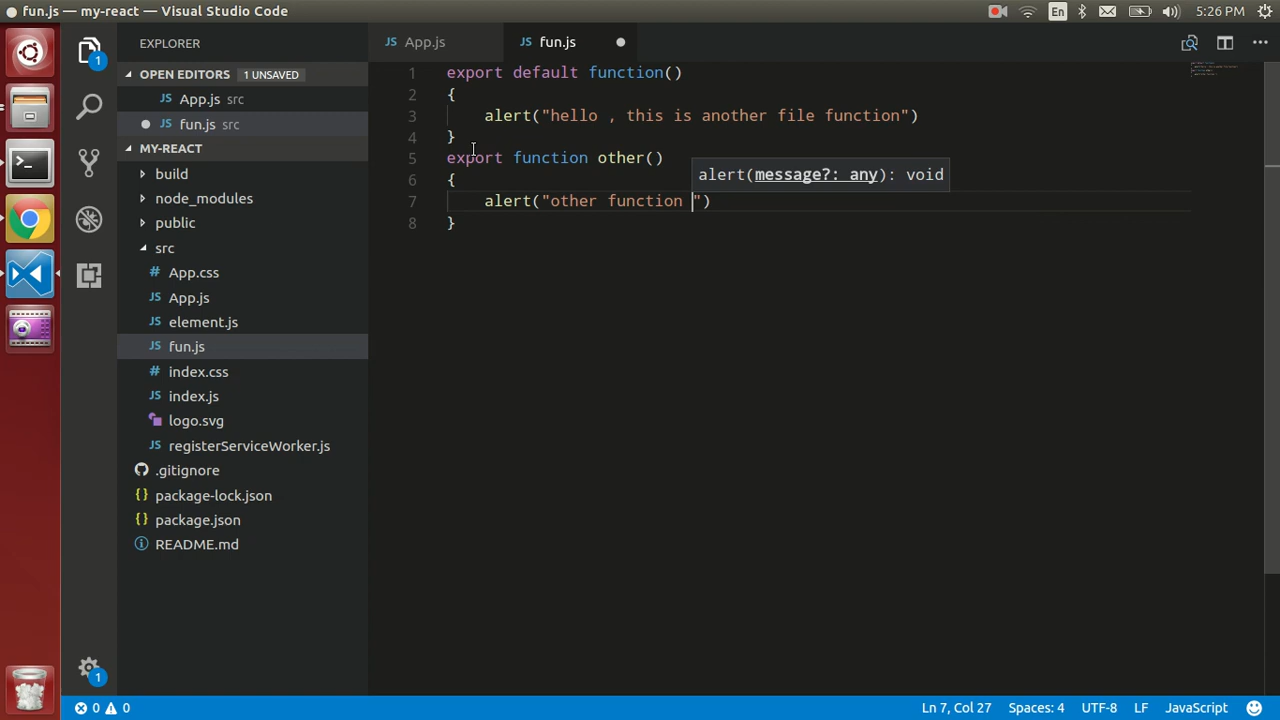 fun.js - my-react - Visual Studio Code
En
5:26 PM
EXPLORER
OPEN EDITORS 1 UNSAVED
JS App.js src
JS fun.js src
MY-REACT
build
node_modules
public
src
# App.css
JS App.js
JS element.js
JS fun.js
# index.css
JS index.js
logo.svg
JS registerServiceWorker.js
.gitignore
{} package-lock.json
{} package.json
README.md
1
1
JS App.js
JS fun.js
1 export default function()
2 {
3 alert("hello , this is another file function")
4 }
5 export function other()
6 {
alert(message?: any): void
7 alert("other function ")
8 }
0 0
Ln 7, Col 27
Spaces: 4
UTF-8
LF
JavaScript